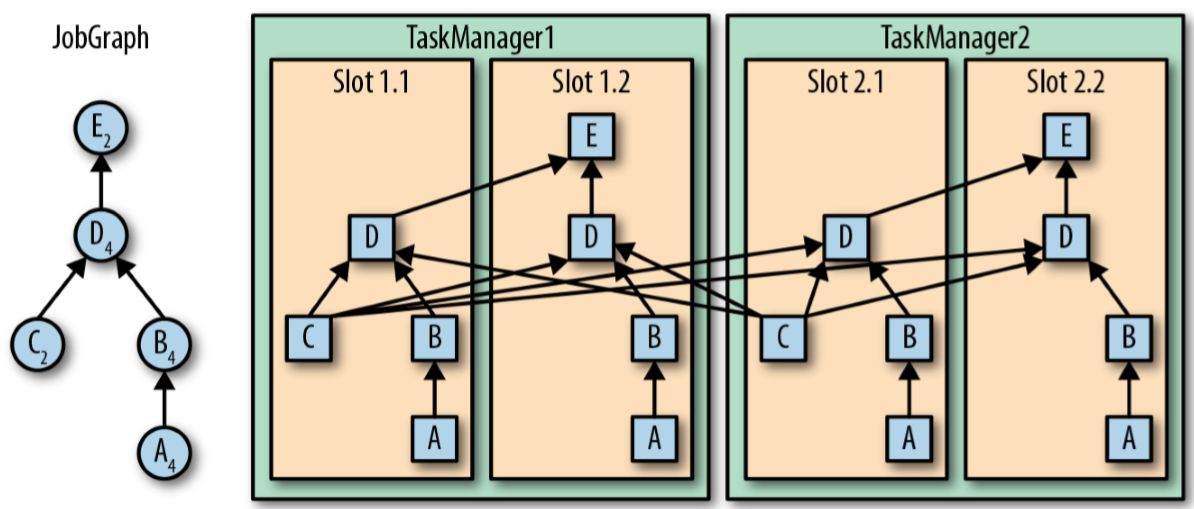 JobGraph
E2
D4
C2
B4
A4
TaskManager1
Slot 1.1
D
C
B
A
Slot 1.2
E
D
B
A
TaskManager2
Slot 2.1
D
C
B
A
Slot 2.2
E
D
B
A